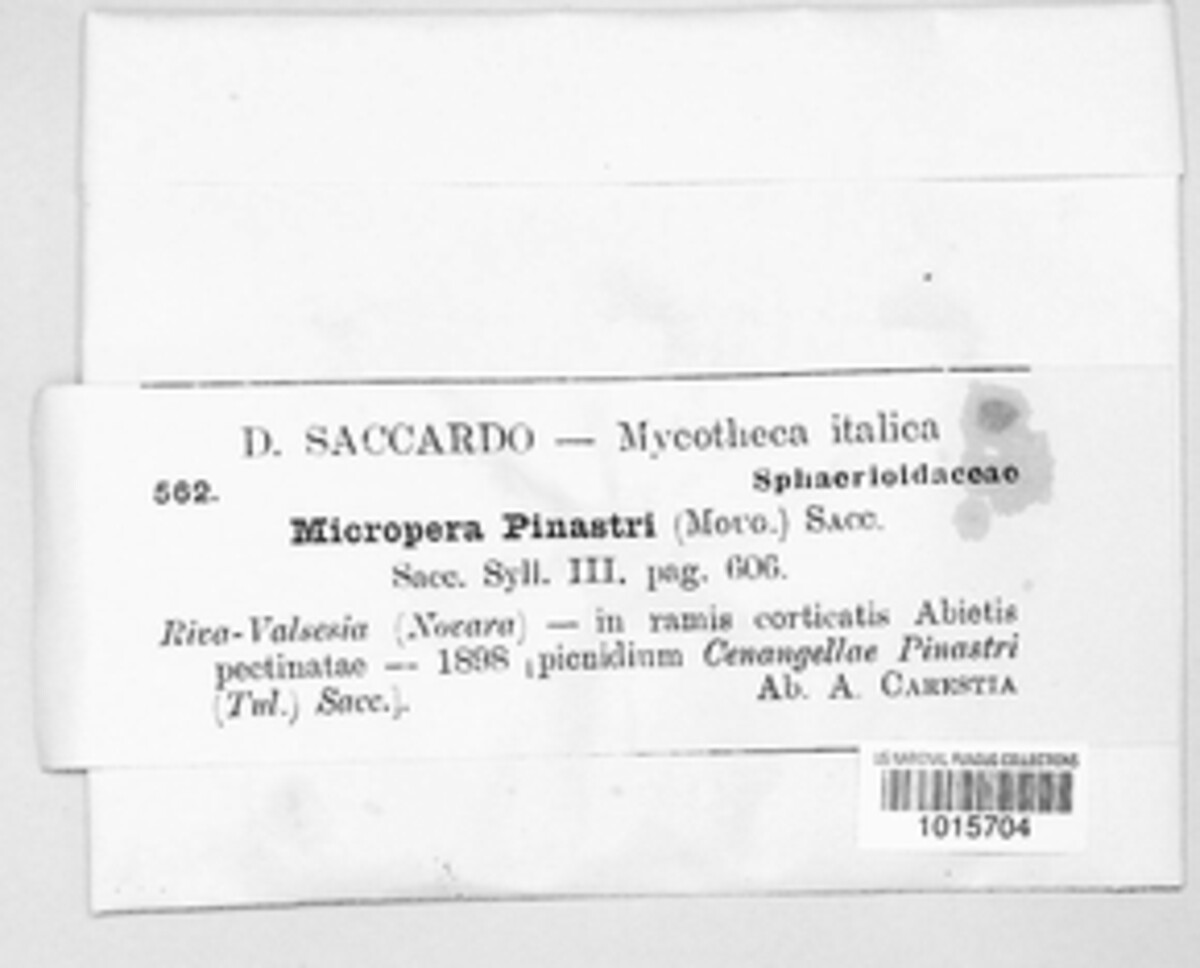 D. SACCARDO — Mycotheca italica
562.
Sphaerioidaceae
Micropera Pinastri (Moug.) SACC.
Sacc. Syll. III. pag. 606.
Riva-Valsesia (Novara) — in ramis corticatis Abietis
pectinatae — 1898 (picnidium Cenangellae Pinastri
(Tul.) Sacc.).
Ab. A. CARESTIA
US NATIONAL FUNGUS COLLECTIONS
1015704